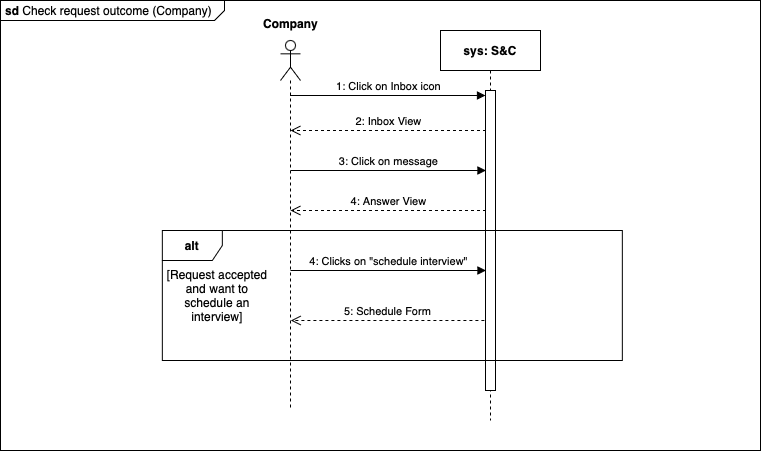 sd Check request outcome (Company)
Company
sys: S&C
1: Click on Inbox icon
2: Inbox View
3: Click on message
4: Answer View
alt
4: Clicks on "schedule interview"
[Request accepted
and want to
schedule an
interview]
5: Schedule Form